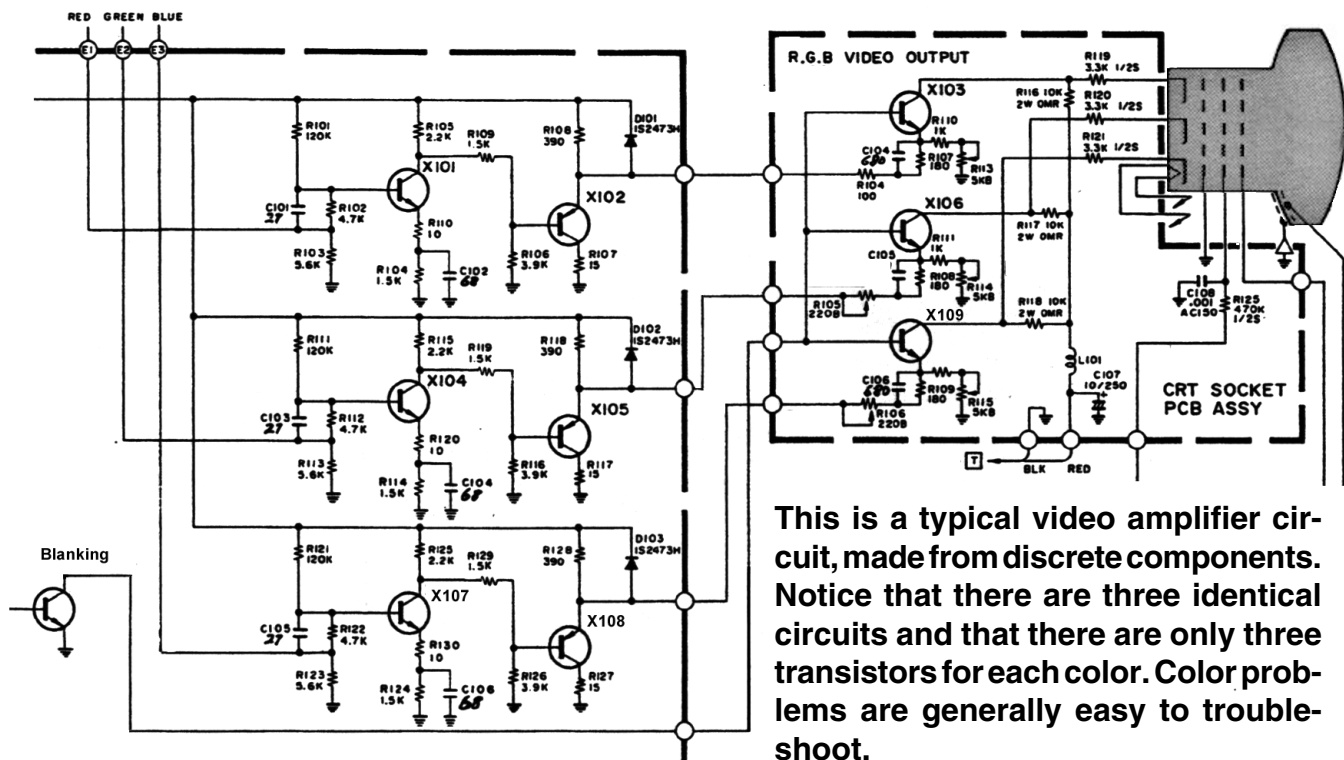 RED GREEN BLUE
E1 E2 E3
R101
120K
R105
2.2K
R109
1.5K
R108
390
D101
1S2473H
X101
C101
27
R102
4.7K
R110
10
X102
R103
5.6K
R104
1.5K
C102
68
R106
3.9K
R107
15
R111
120K
R115
2.2K
R119
1.5K
R118
390
D102
1S2473H
X104
C103
27
R112
4.7K
R120
10
X105
R113
5.6K
R114
1.5K
C104
68
R116
3.9K
R117
15
R121
120K
R125
2.2K
R129
1.5K
R128
390
D103
1S2473H
Blanking
X107
C105
27
R122
4.7K
R130
10
X108
R123
5.6K
R124
1.5K
C106
68
R126
3.9K
R127
15
R.G.B VIDEO OUTPUT
X103
R116 10K
2W OMR
R119
3.3K 1/2S
R120
3.3K 1/2S
R121
3.3K 1/2S
R110
1K
C104
680
R107
180
R113
5KB
R104
100
X106
R117 10K
2W OMR
R111
1K
C105
R108
180
R114
5KB
R105
220B
X109
R118 10K
2W OMR
C106
680
R109
180
R115
5KB
R106
220B
L101
C107
10/250
C108
.001
AC150
R125
470K
1/2S
CRT SOCKET
PCB ASSY
T
BLK RED
This is a typical video amplifier cir-
cuit, made from discrete components.
Notice that there are three identical
circuits and that there are only three
transistors for each color. Color prob-
lems are generally easy to trouble-
shoot.